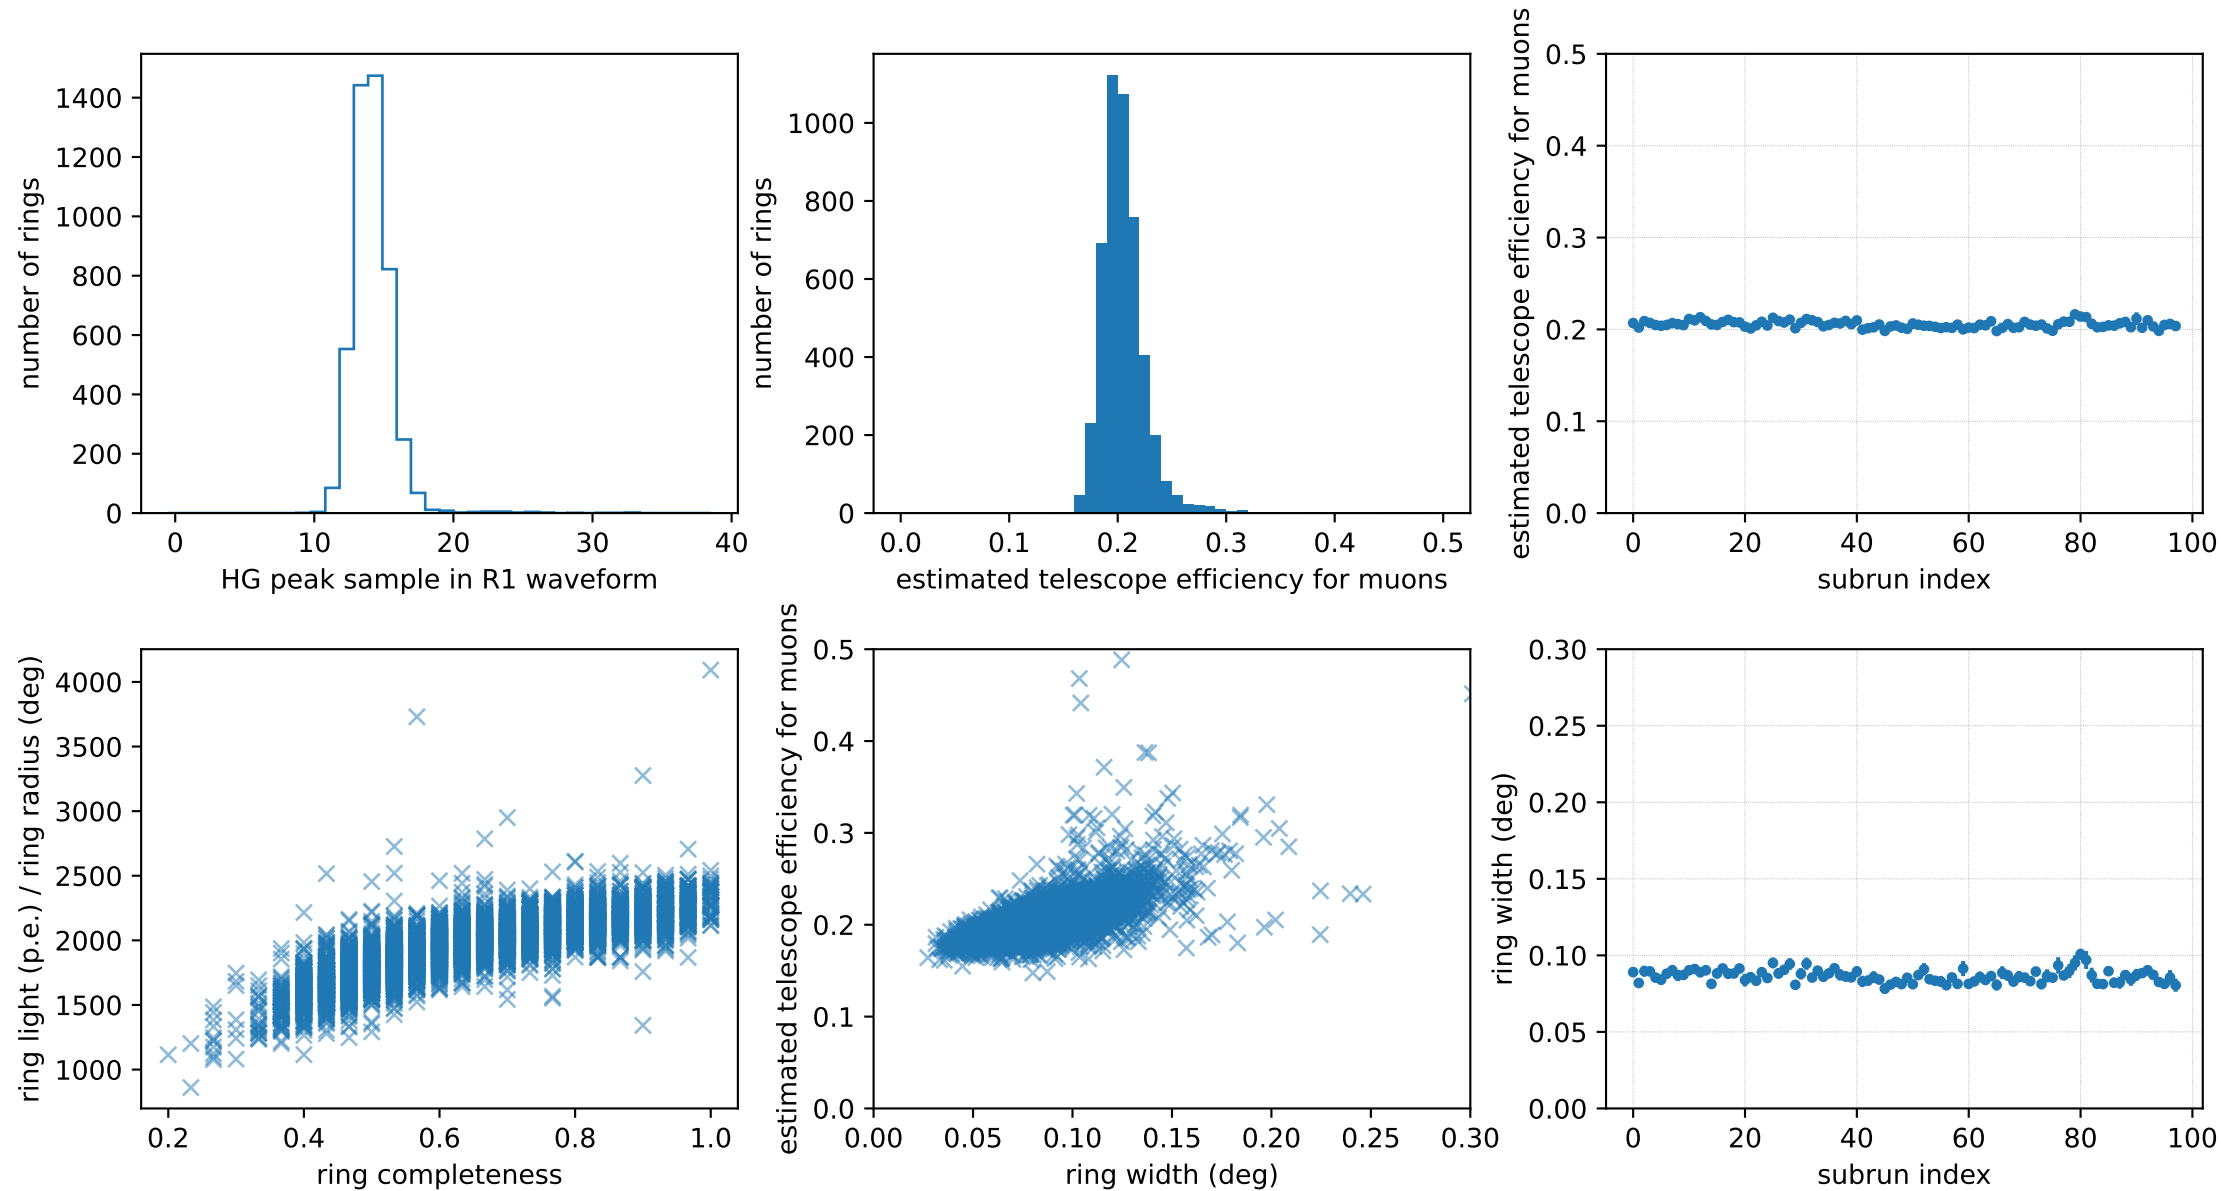 number of rings
1400
1200
1000
800
600
400
200
0
0 10 20 30 40
HG peak sample in R1 waveform
number of rings
1000
800
600
400
200
0
0.0 0.1 0.2 0.3 0.4 0.5
estimated telescope efficiency for muons
estimated telescope efficiency for muons
0.5
0.4
0.3
0.2
0.1
0.0
0 20 40 60 80 100
subrun index
ring light (p.e.) / ring radius (deg)
4000
3500
3000
2500
2000
1500
1000
0.2 0.4 0.6 0.8 1.0
ring completeness
estimated telescope efficiency for muons
0.5
0.4
0.3
0.2
0.1
0.0
0.00 0.05 0.10 0.15 0.20 0.25 0.30
ring width (deg)
ring width (deg)
0.30
0.25
0.20
0.15
0.10
0.05
0.00
0 20 40 60 80 100
subrun index